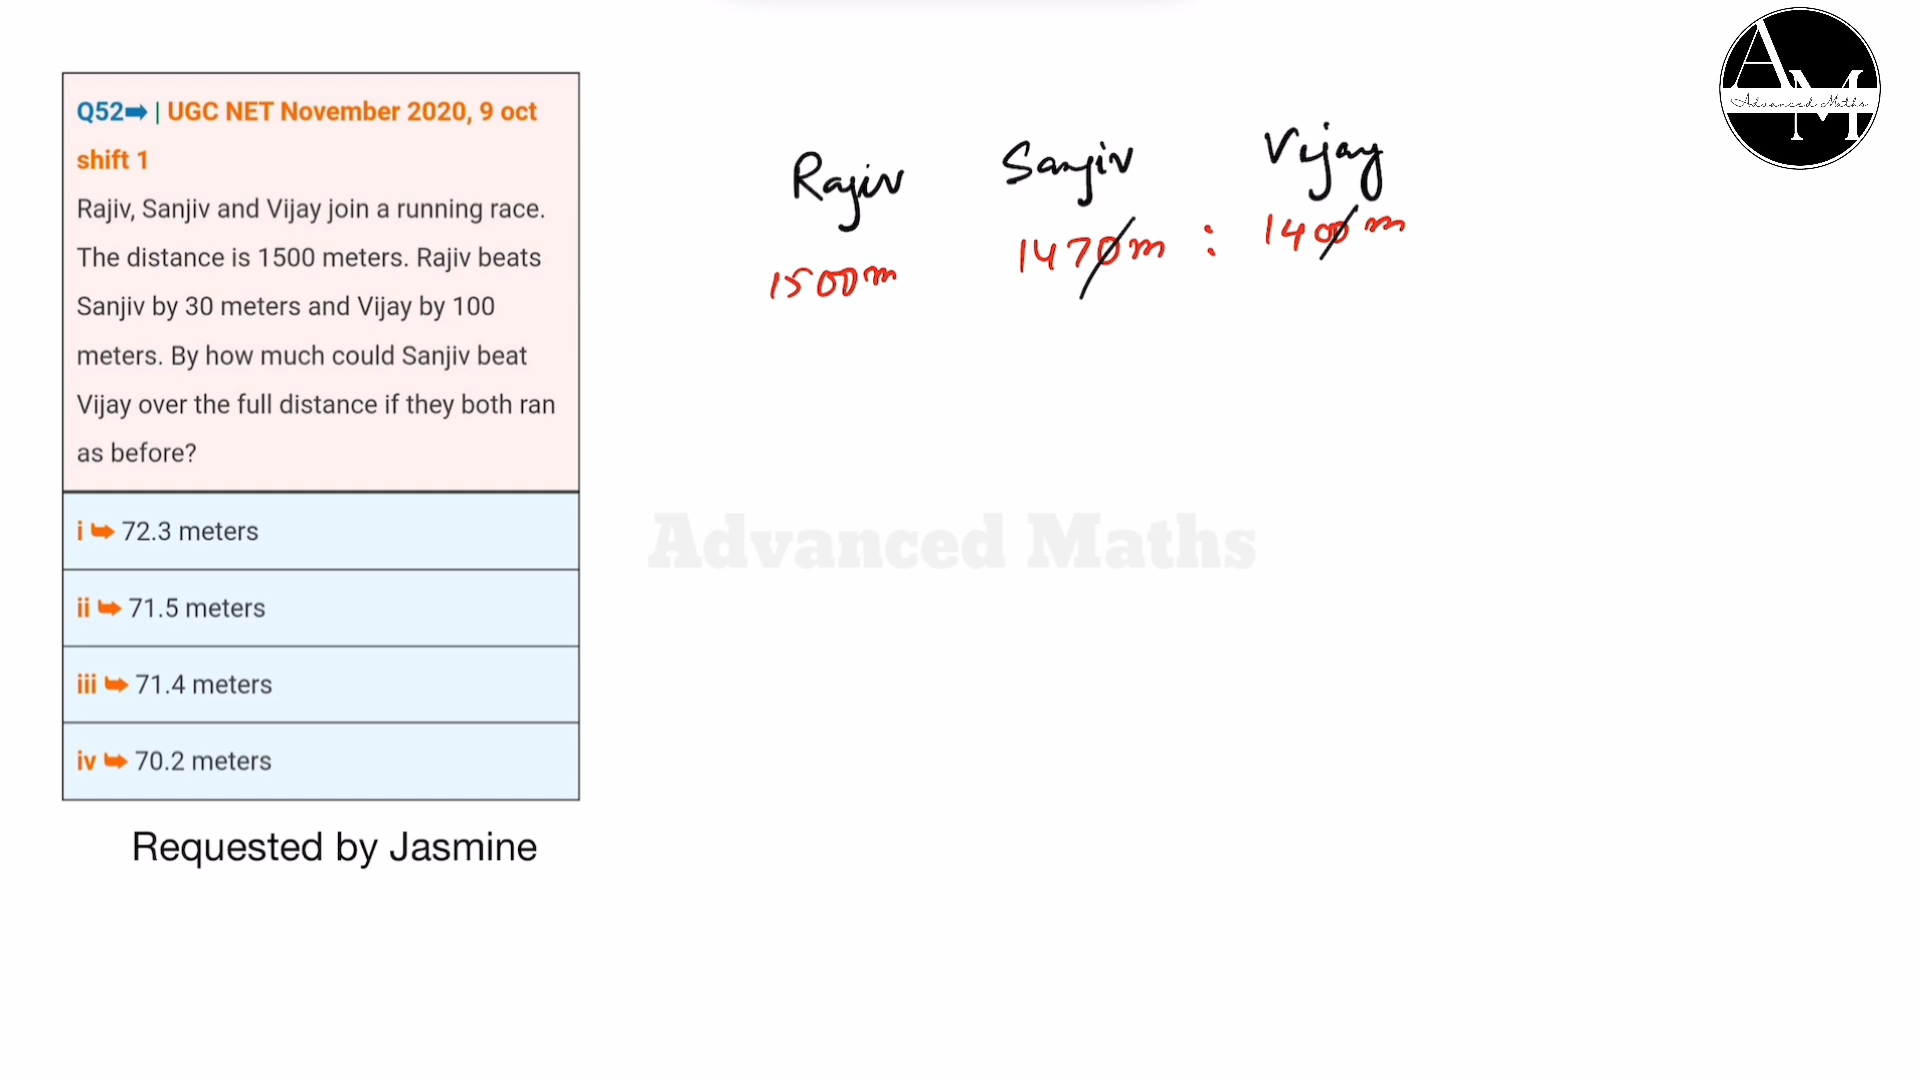 Q52➡ | UGC NET November 2020, 9 oct
shift 1
Rajiv, Sanjiv and Vijay join a running race.
The distance is 1500 meters. Rajiv beats
Sanjiv by 30 meters and Vijay by 100
meters. By how much could Sanjiv beat
Vijay over the full distance if they both ran
as before?
i ➥ 72.3 meters
ii ➥ 71.5 meters
iii ➥ 71.4 meters
iv ➥ 70.2 meters
Requested by Jasmine
Rajiv Sanjiv Vijay
1500m 1470m : 1400m
Advanced Maths
AM
Advanced Maths